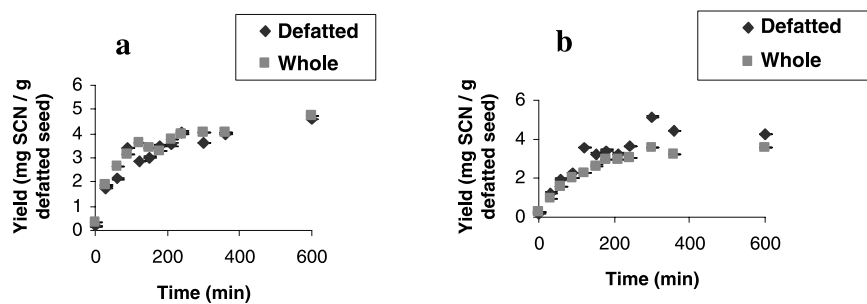 a
Defatted
Whole
Yield (mg SCN / g
defatted seed)
6
5
4
3
2
1
0
0
200
400
600
Time (min)
b
Defatted
Whole
Yield (mg SCN / g
defatted seed)
6
4
2
0
0
200
400
600
Time (min)